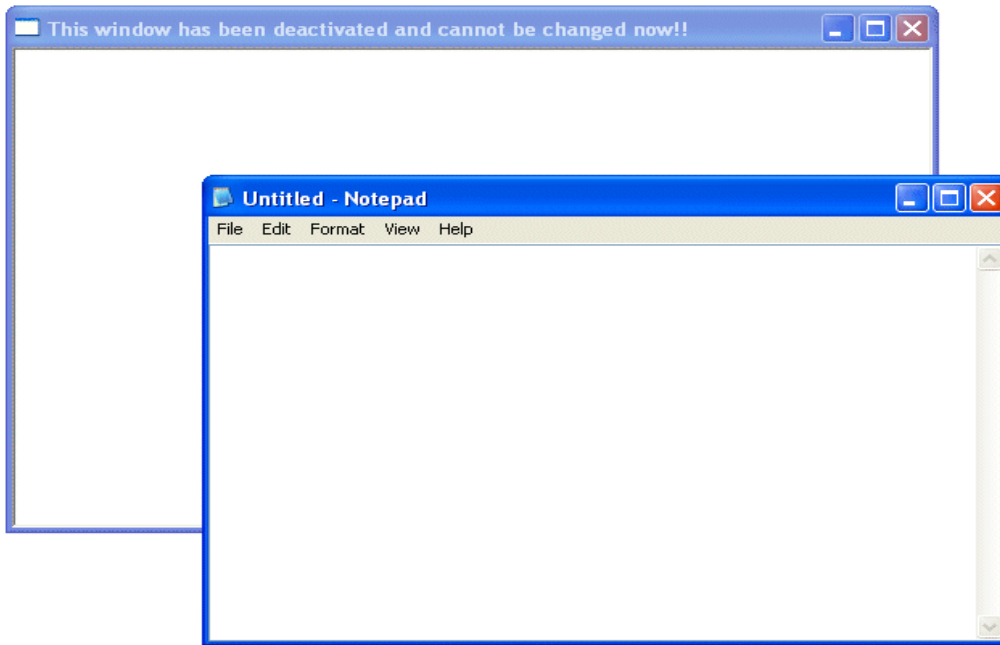 This window has been deactivated and cannot be changed now!!
Untitled - Notepad
File Edit Format View Help